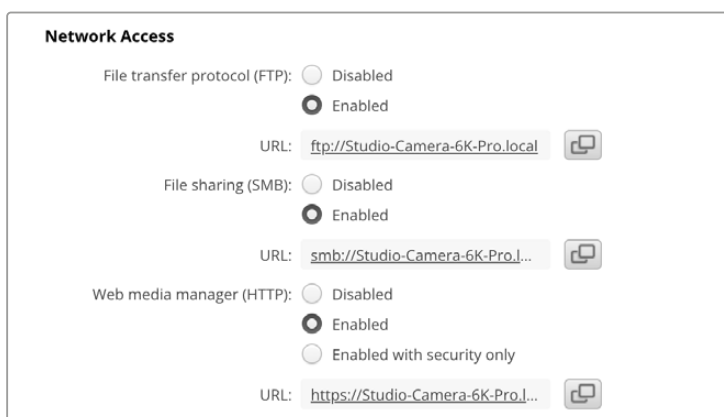 Network Access
File transfer protocol (FTP): Disabled
Enabled
URL: ftp://Studio-Camera-6K-Pro.local
File sharing (SMB): Disabled
Enabled
URL: smb://Studio-Camera-6K-Pro.l...
Web media manager (HTTP): Disabled
Enabled
Enabled with security only
URL: https://Studio-Camera-6K-Pro.l...